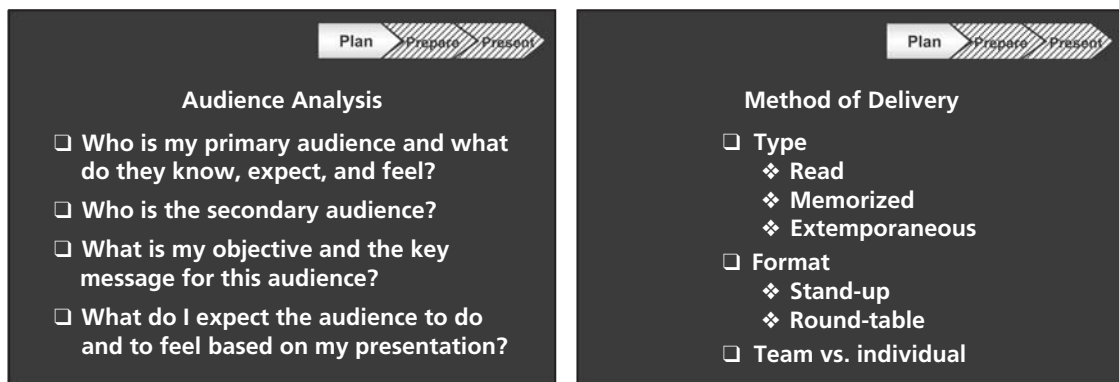 Plan Prepare Present
Audience Analysis
❏ Who is my primary audience and what
do they know, expect, and feel?
❏ Who is the secondary audience?
❏ What is my objective and the key
message for this audience?
❏ What do I expect the audience to do
and to feel based on my presentation?
Plan Prepare Present
Method of Delivery
❏ Type
❖ Read
❖ Memorized
❖ Extemporaneous
❏ Format
❖ Stand-up
❖ Round-table
❏ Team vs. individual